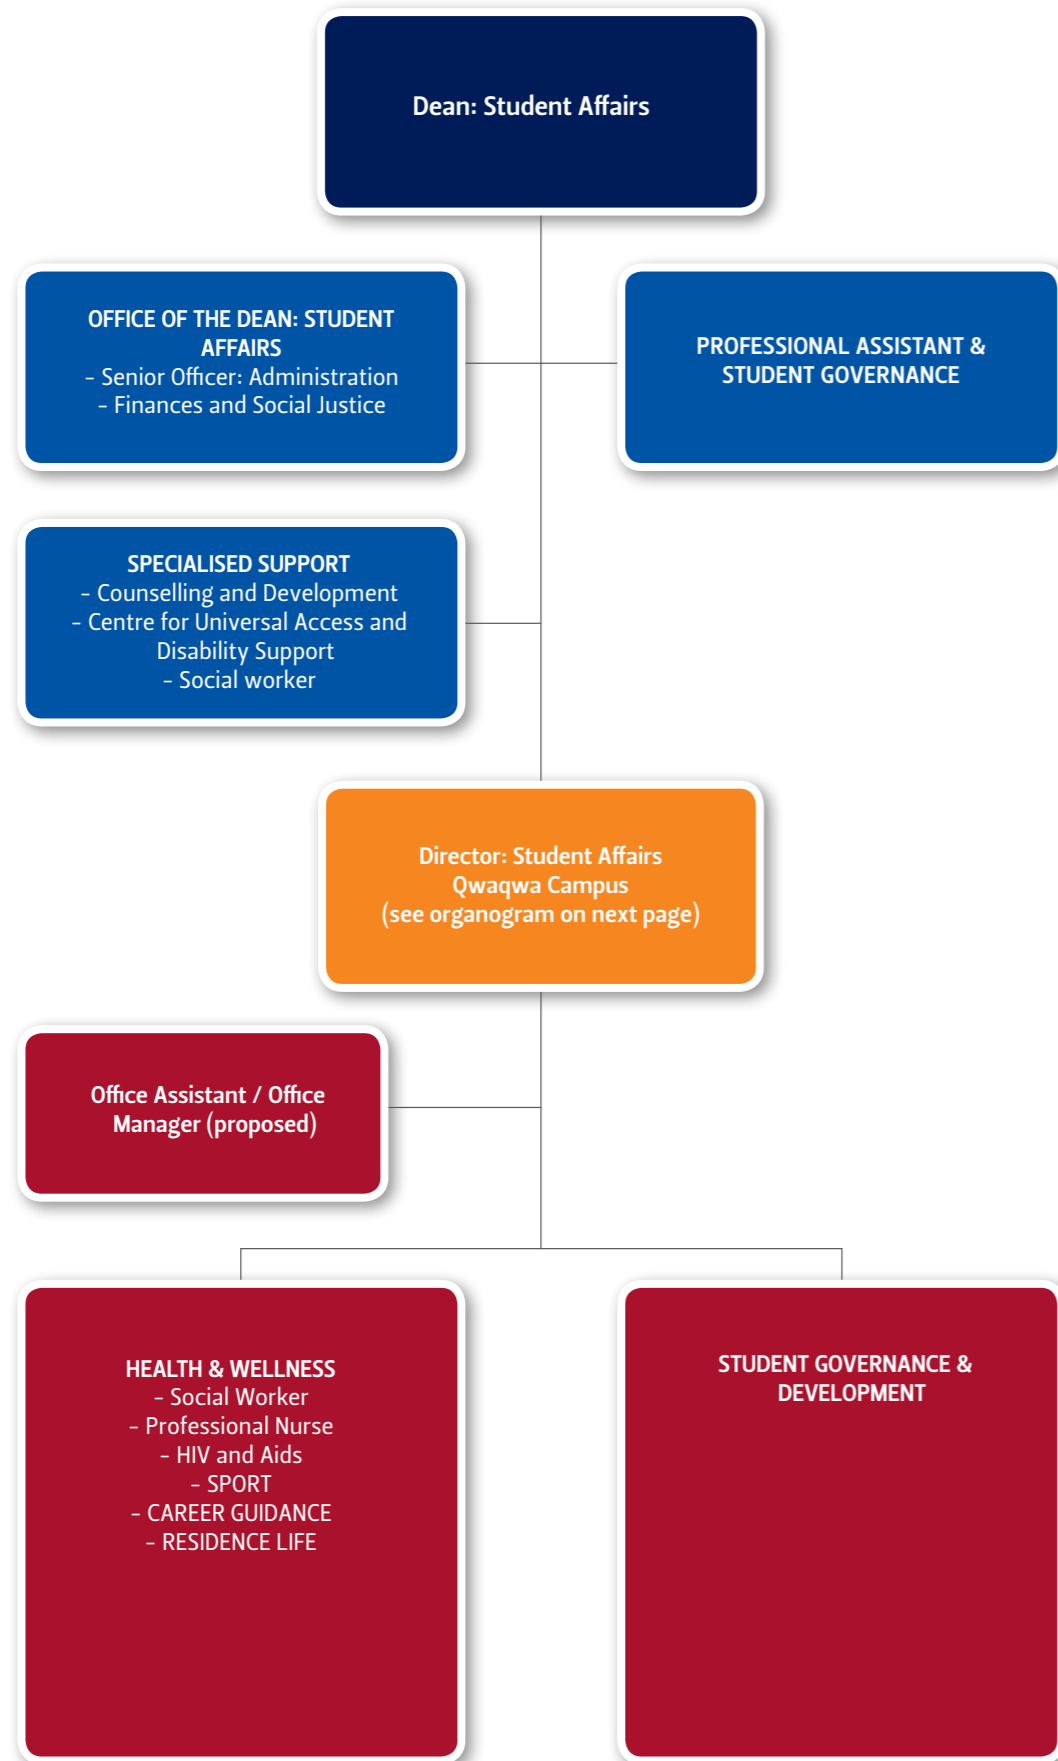 Dean: Student Affairs
OFFICE OF THE DEAN: STUDENT
AFFAIRS
- Senior Officer: Administration
- Finances and Social Justice
PROFESSIONAL ASSISTANT &
STUDENT GOVERNANCE
SPECIALISED SUPPORT
- Counselling and Development
- Centre for Universal Access and
Disability Support
- Social worker
Director: Student Affairs
Qwaqwa Campus
(see organogram on next page)
Office Assistant / Office
Manager (proposed)
HEALTH & WELLNESS
- Social Worker
- Professional Nurse
- HIV and Aids
- SPORT
- CAREER GUIDANCE
- RESIDENCE LIFE
STUDENT GOVERNANCE &
DEVELOPMENT